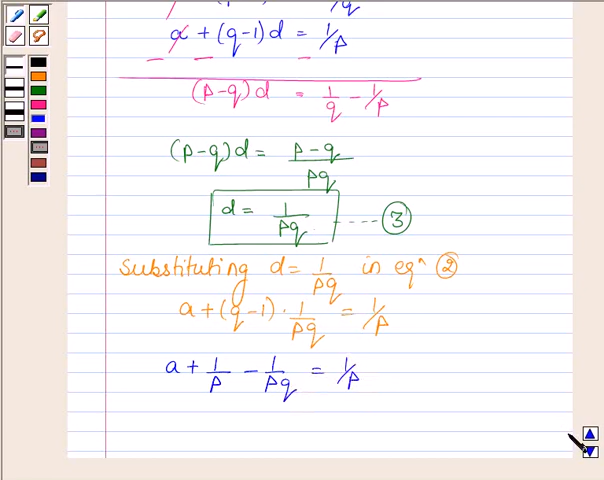 a + (q-1)d = 1/p
(p-q)d = 1/q - 1/p
(p-q)d = p-q/pq
d = 1/pq ---- ③
Substituting d = 1/pq in eqⁿ ②
a + (q-1) · 1/pq = 1/p
a + 1/p - 1/pq = 1/p